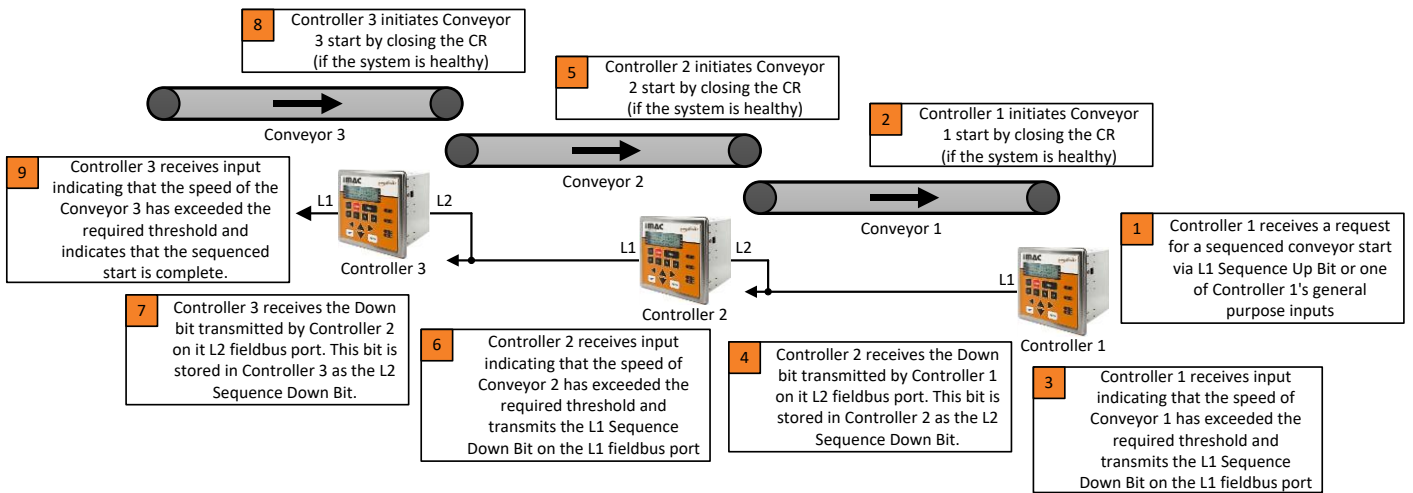 8
Controller 3 initiates Conveyor
3 start by closing the CR
(if the system is healthy)
5
Controller 2 initiates Conveyor
2 start by closing the CR
(if the system is healthy)
2
Controller 1 initiates Conveyor
1 start by closing the CR
(if the system is healthy)
Conveyor 3
Conveyor 2
Conveyor 1
9
Controller 3 receives input
indicating that the speed of the
Conveyor 3 has exceeded the
required threshold and
indicates that the sequenced
start is complete.
L1
L2
iMAC
Controller 3
L1
L2
iMAC
Controller 2
L1
iMAC
Controller 1
1
Controller 1 receives a request
for a sequenced conveyor start
via L1 Sequence Up Bit or one
of Controller 1's general
purpose inputs
7
Controller 3 receives the Down
bit transmitted by Controller 2
on it L2 fieldbus port. This bit is
stored in Controller 3 as the L2
Sequence Down Bit.
6
Controller 2 receives input
indicating that the speed of
Conveyor 2 has exceeded the
required threshold and
transmits the L1 Sequence
Down Bit on the L1 fieldbus port
4
Controller 2 receives the Down
bit transmitted by Controller 1
on it L2 fieldbus port. This bit is
stored in Controller 2 as the L2
Sequence Down Bit.
3
Controller 1 receives input
indicating that the speed of
Conveyor 1 has exceeded the
required threshold and
transmits the L1 Sequence
Down Bit on the L1 fieldbus port